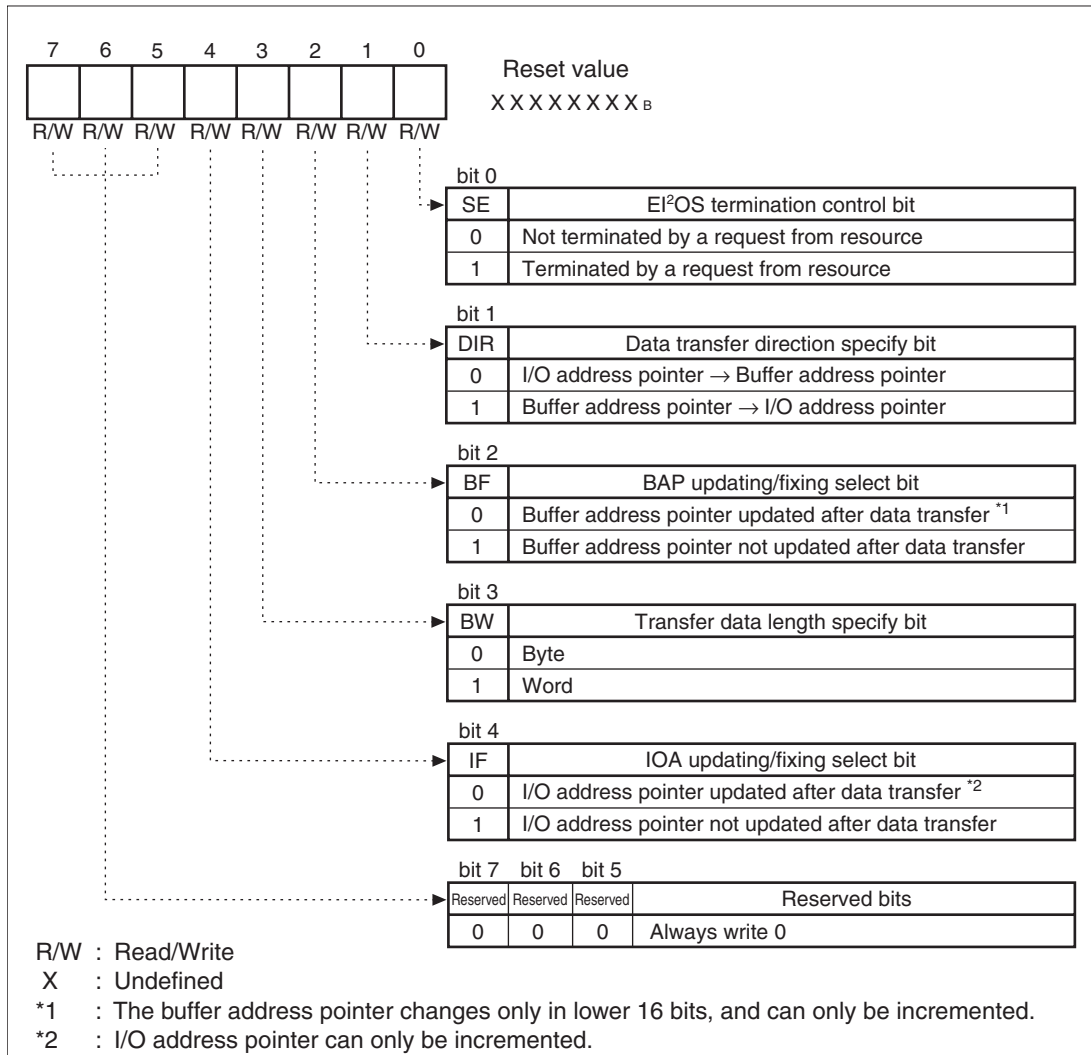 7 6 5 4 3 2 1 0
Reset value
X X X X X X X X B
R/W R/W R/W R/W R/W R/W R/W R/W
bit 0
SE EI²OS termination control bit
0 Not terminated by a request from resource
1 Terminated by a request from resource
bit 1
DIR Data transfer direction specify bit
0 I/O address pointer → Buffer address pointer
1 Buffer address pointer → I/O address pointer
bit 2
BF BAP updating/fixing select bit
0 Buffer address pointer updated after data transfer *1
1 Buffer address pointer not updated after data transfer
bit 3
BW Transfer data length specify bit
0 Byte
1 Word
bit 4
IF IOA updating/fixing select bit
0 I/O address pointer updated after data transfer *2
1 I/O address pointer not updated after data transfer
bit 7 bit 6 bit 5
Reserved Reserved Reserved Reserved bits
0 0 0 Always write 0
R/W : Read/Write
X : Undefined
*1 : The buffer address pointer changes only in lower 16 bits, and can only be incremented.
*2 : I/O address pointer can only be incremented.